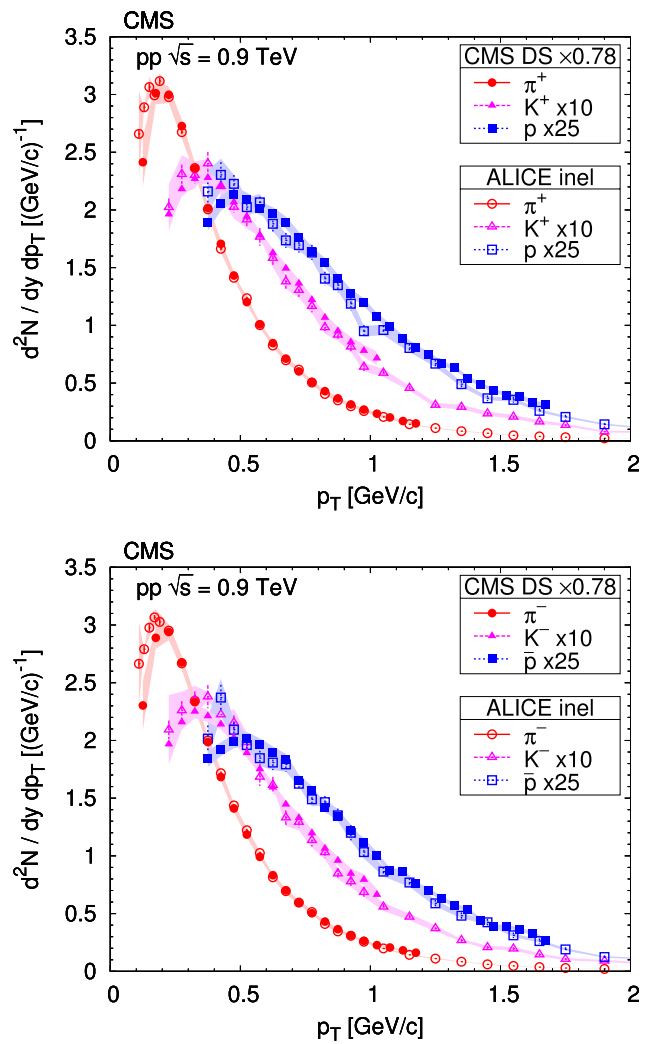 CMS
pp √s = 0.9 TeV
CMS DS ×0.78
π⁺
K⁺ x10
p x25
ALICE inel
π⁺
K⁺ x10
p x25
d²N / dy dp_T [(GeV/c)⁻¹]
3.5
3
2.5
2
1.5
1
0.5
0
0 0.5 1 1.5 2
p_T [GeV/c]
CMS
pp √s = 0.9 TeV
CMS DS ×0.78
π⁻
K⁻ x10
p̅ x25
ALICE inel
π⁻
K⁻ x10
p̅ x25
d²N / dy dp_T [(GeV/c)⁻¹]
3.5
3
2.5
2
1.5
1
0.5
0
0 0.5 1 1.5 2
p_T [GeV/c]